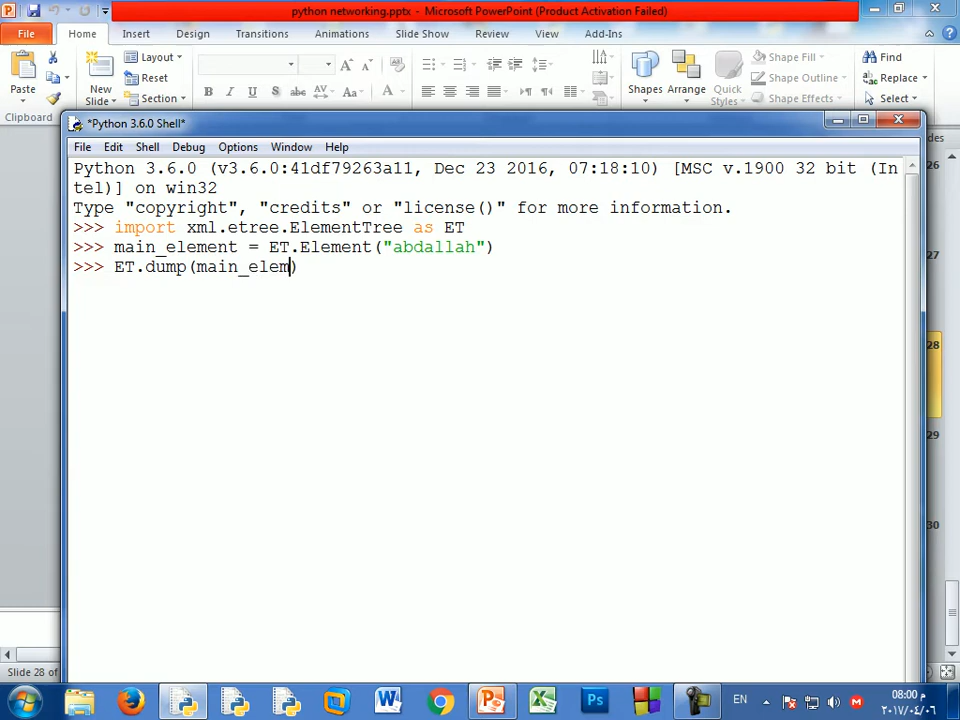 python networking.pptx - Microsoft PowerPoint (Product Activation Failed)
File Home Insert Design Transitions Animations Slide Show Review View Add-Ins
Paste
Clipboard
New Slide
Layout
Reset
Section
Shapes
Arrange
Quick Styles
Shape Fill
Shape Outline
Shape Effects
Find
Replace
Select
*Python 3.6.0 Shell*
File Edit Shell Debug Options Window Help
Python 3.6.0 (v3.6.0:41df79263a11, Dec 23 2016, 07:18:10) [MSC v.1900 32 bit (In
tel)] on win32
Type "copyright", "credits" or "license()" for more information.
>>> import xml.etree.ElementTree as ET
>>> main_element = ET.Element("abdallah")
>>> ET.dump(main_elem)
ides
26
28
29
30
Slide 28 of
EN
08:00 م
٢٠١٧/٠٤/٠٦